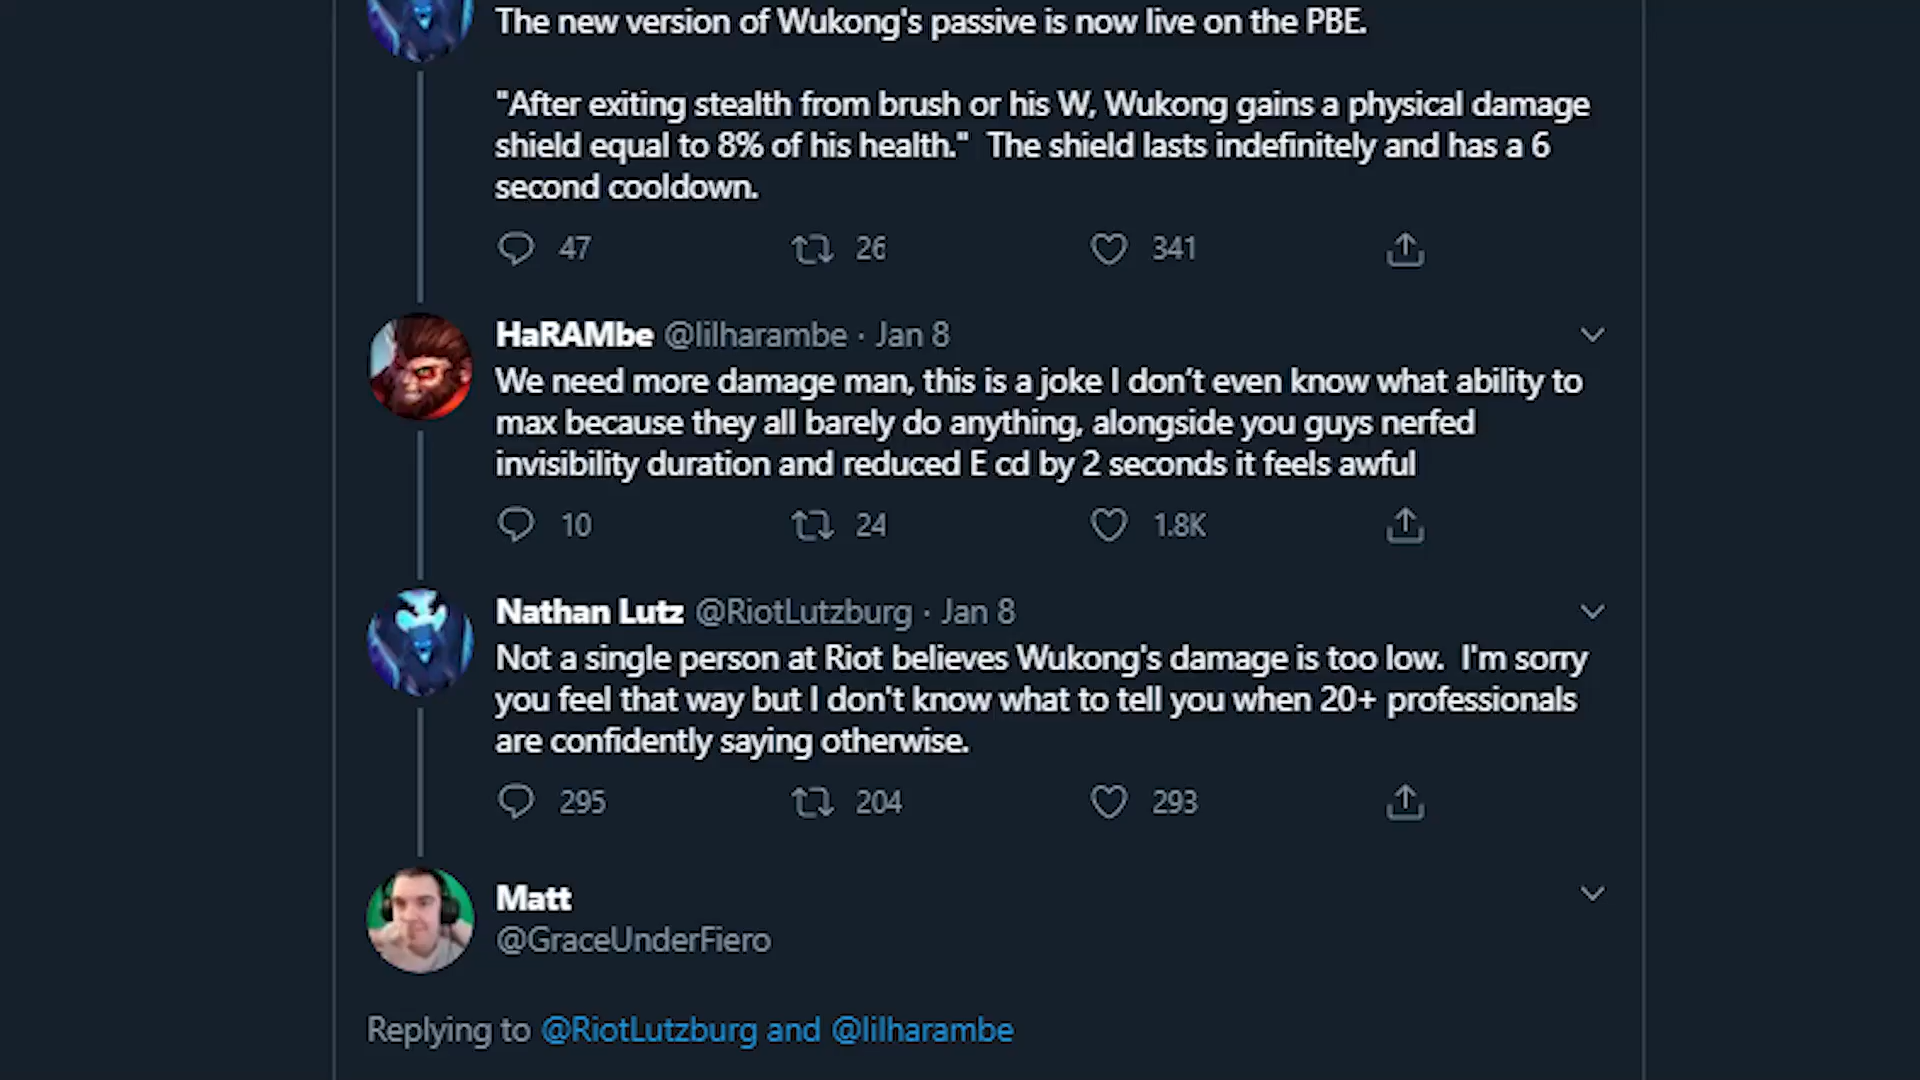 The new version of Wukong's passive is now live on the PBE.
"After exiting stealth from brush or his W, Wukong gains a physical damage
shield equal to 8% of his health."  The shield lasts indefinitely and has a 6
second cooldown.
47 26 341
HaRAMbe @lilharambe · Jan 8
We need more damage man, this is a joke I don’t even know what ability to
max because they all barely do anything, alongside you guys nerfed
invisibility duration and reduced E cd by 2 seconds it feels awful
10 24 1.8K
Nathan Lutz @RiotLutzburg · Jan 8
Not a single person at Riot believes Wukong's damage is too low.  I'm sorry
you feel that way but I don't know what to tell you when 20+ professionals
are confidently saying otherwise.
295 204 293
Matt
@GraceUnderFiero
Replying to @RiotLutzburg and @lilharambe